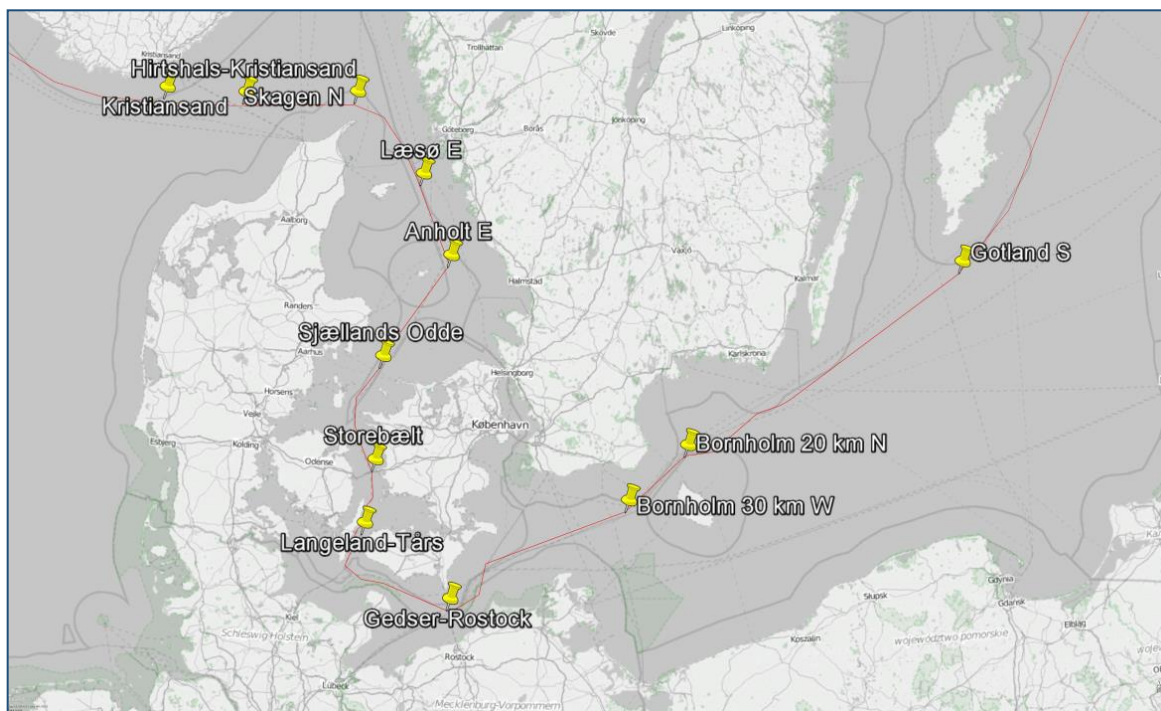 Skövde
Linköping
Trollhättan
Kristiansand
Hirtshals-Kristiansand
Skagen N
Kristiansand
Göteborg
Borås
Jönköping
Læsø E
Aalborg
Anholt E
Växjö
Gotland S
Halmstad
Kalmar
Randers
Sjællands Odde
Aarhus
Karlskrona
Helsingborg
Horsens
Vejle
Storebælt
København
Esbjerg
Kolding
Odense
Bornholm 20 km N
Bornholm 30 km W
Langeland-Tårs
Gdynia
Gedser-Rostock
Słupsk
Gdańsk
Elbląg
Kiel
Schleswig Holstein
Koszalin
województwo pomorskie
Rostock
Lübeck
Mecklenburg-Vorpommern